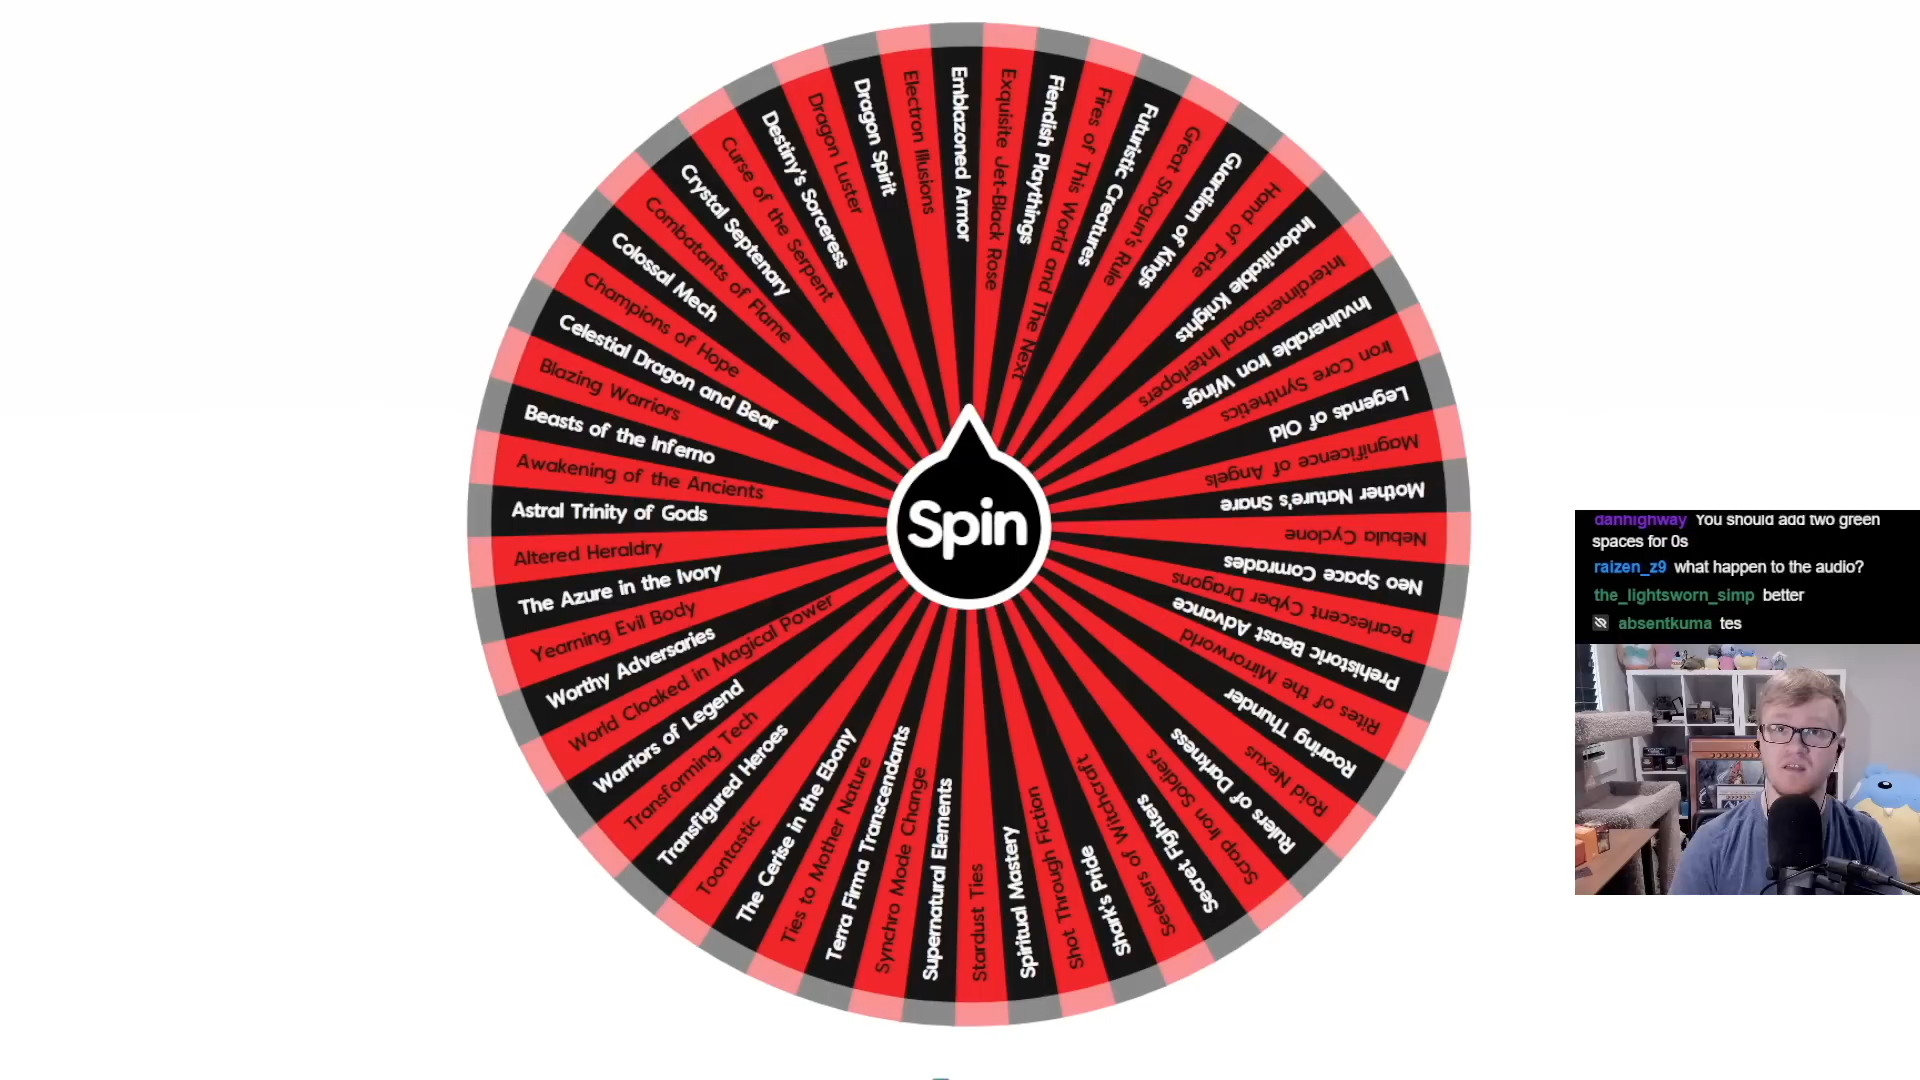 Emblazoned Armor
Exquisite Jet-Black Rose
Fiendish Playthings
Fires of This World and The Next
Futuristic Creatures
Great Shogun's Rule
Guardian of Kings
Hand of Fate
Indomitable Knights
Interdimensional Interlopers
Invulnerable Iron Wings
Iron Core Synthetics
Legends of Old
Magnificence of Angels
Mother Nature's Snare
Nebula Cyclone
Neo Space Comrades
Pearlescent Cyber Dragons
Prehistoric Beast Advance
Rites of the Mirrorworld
Roaring Thunder
Roid Nexus
Rulers of Darkness
Scrap Iron Soldiers
Secret Fighters
Seekers of Witchcraft
Shark's Pride
Shot Through Fiction
Spiritual Mastery
Stardust Ties
Supernatural Elements
Synchro Mode Change
Terra Firma Transcendants
Ties to Mother Nature
The Cerise in the Ebony
Toontastic
Transfigured Heroes
Transforming Tech
Warriors of Legend
World Cloaked in Magical Power
Worthy Adversaries
Yearning Evil Body
The Azure in the Ivory
Altered Heraldry
Astral Trinity of Gods
Awakening of the Ancients
Beasts of the Inferno
Blazing Warriors
Celestial Dragon and Bear
Champions of Hope
Colossal Mech
Combatants of Flame
Crystal Septenary
Curse of the Serpent
Destiny's Sorceress
Dragon Luster
Dragon Spirit
Electron Illusions
Spin
danhighway You should add two green
spaces for 0s
raizen_z9 what happen to the audio?
the_lightsworn_simp better
absentkuma tes